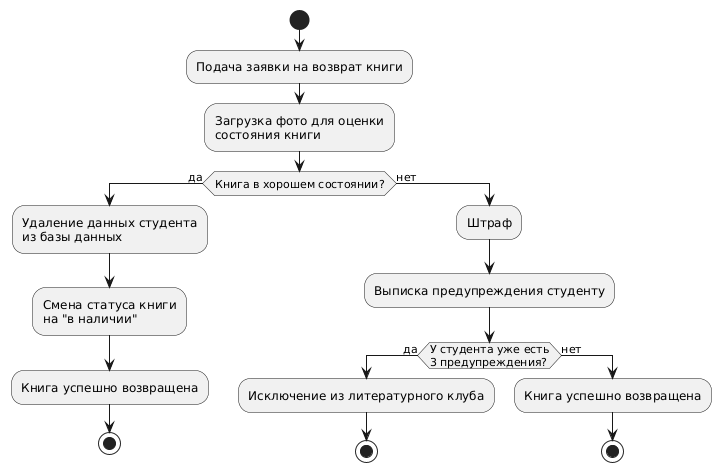 Подача заявки на возврат книги
Загрузка фото для оценки
состояния книги
да
Книга в хорошем состоянии?
нет
Удаление данных студента
из базы данных
Смена статуса книги
на "в наличии"
Книга успешно возвращена
Штраф
Выписка предупреждения студенту
да
У студента уже есть
3 предупреждения?
нет
Исключение из литературного клуба
Книга успешно возвращена